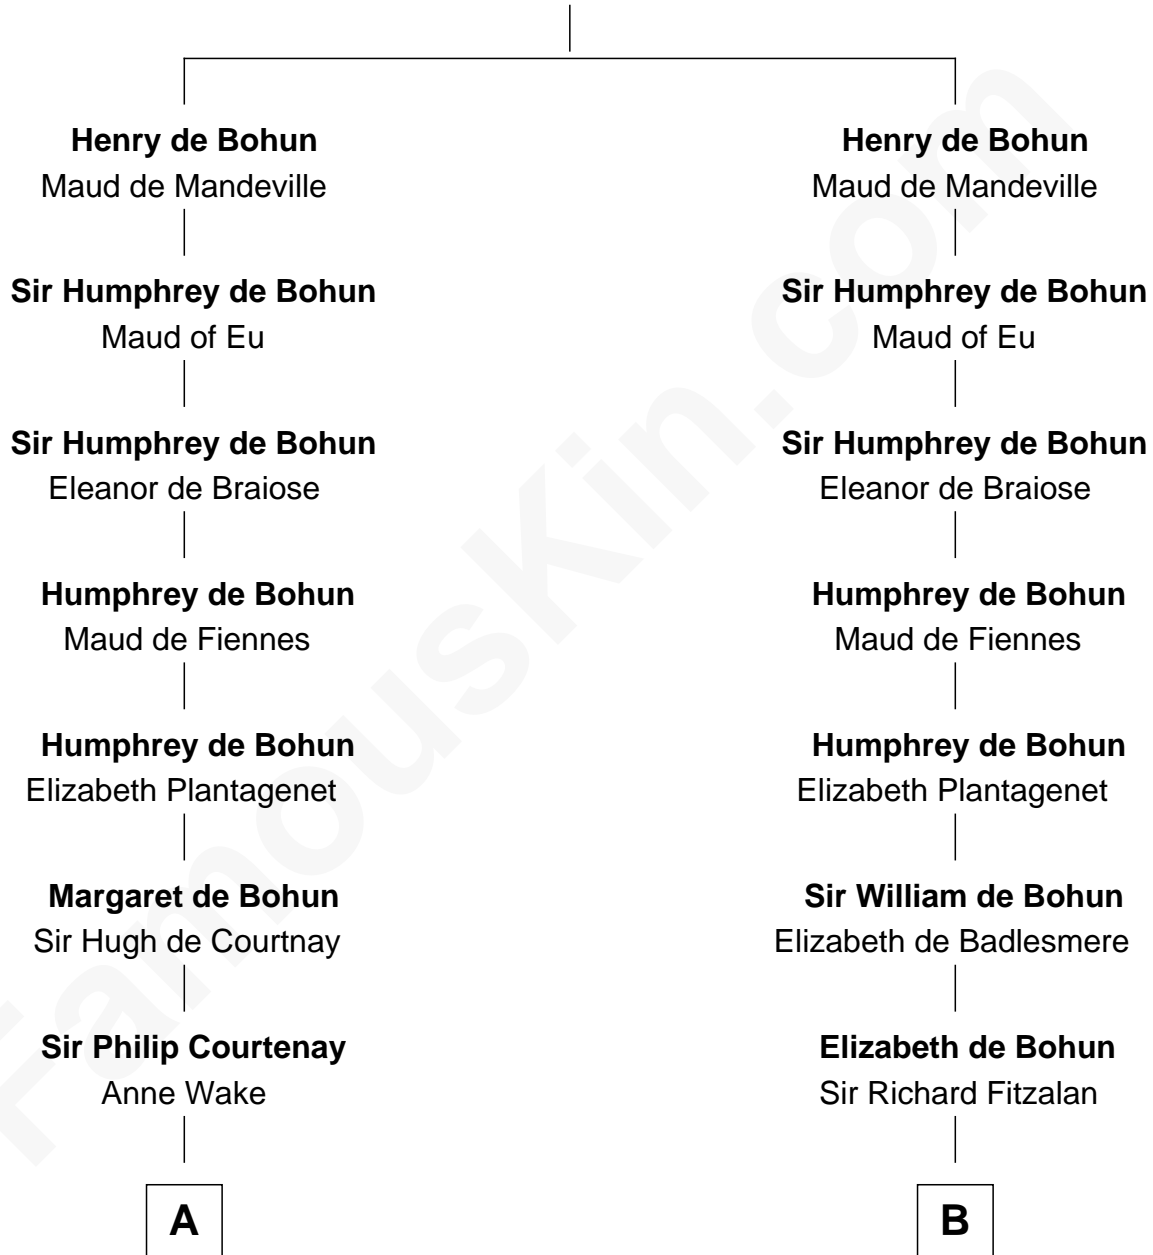 Henry de Bohun
Maud de Mandeville
Sir Humphrey de Bohun
Maud of Eu
Sir Humphrey de Bohun
Eleanor de Braiose
Humphrey de Bohun
Maud de Fiennes
Humphrey de Bohun
Elizabeth Plantagenet
Margaret de Bohun
Sir Hugh de Courtnay
Sir Philip Courtenay
Anne Wake
A
Henry de Bohun
Maud de Mandeville
Sir Humphrey de Bohun
Maud of Eu
Sir Humphrey de Bohun
Eleanor de Braiose
Humphrey de Bohun
Maud de Fiennes
Humphrey de Bohun
Elizabeth Plantagenet
Sir William de Bohun
Elizabeth de Badlesmere
Elizabeth de Bohun
Sir Richard Fitzalan
B
FamousKin.com